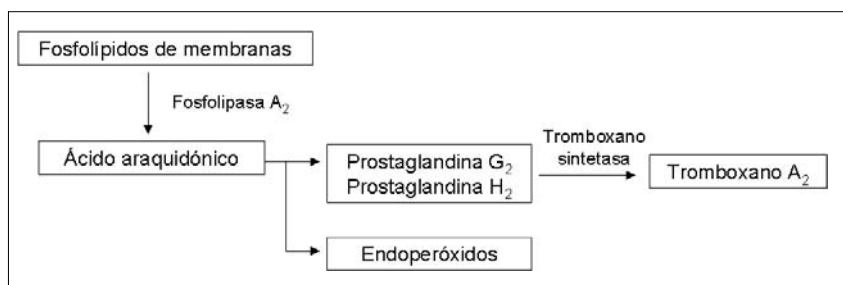 Fosfolípidos de membranas
Fosfolipasa A₂
Ácido araquidónico
Prostaglandina G₂
Prostaglandina H₂
Tromboxano
sintetasa
Tromboxano A₂
Endoperóxidos